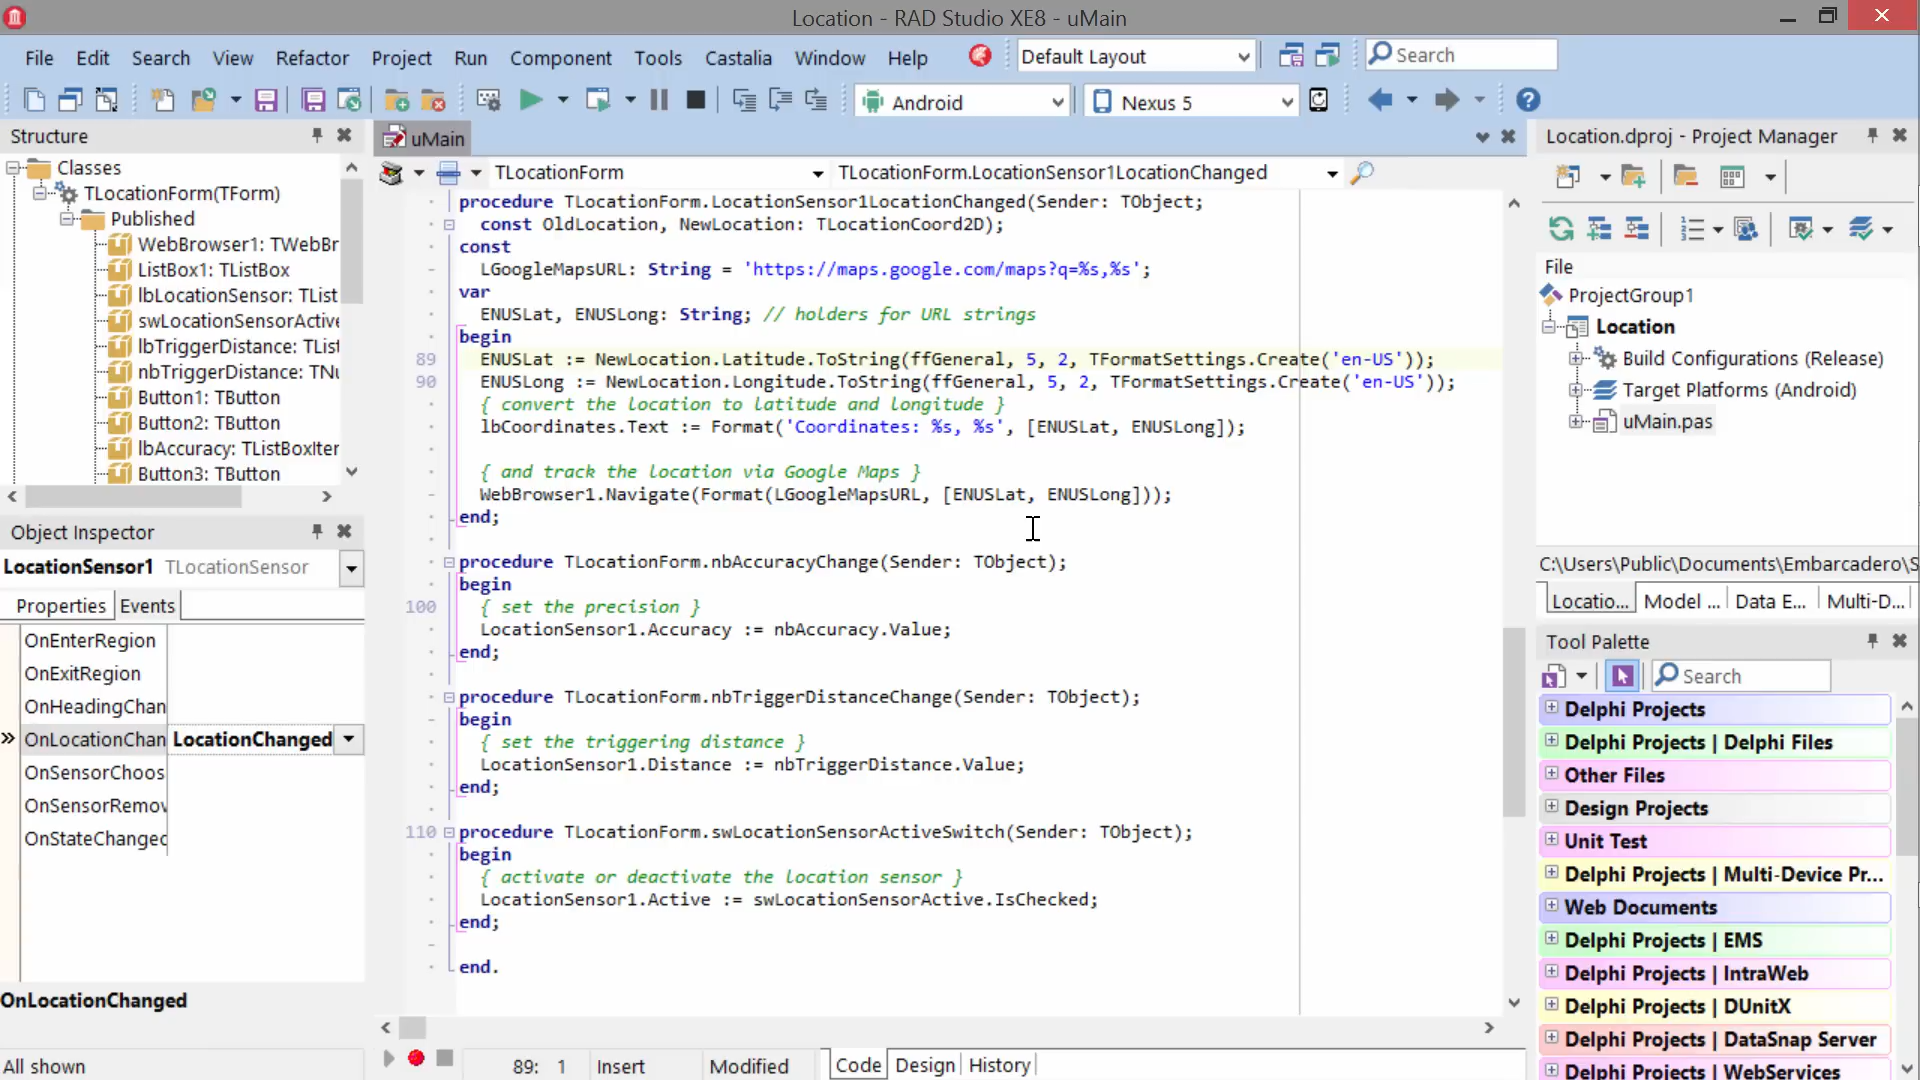 Location - RAD Studio XE8 - uMain
File Edit Search View Refactor Project Run Component Tools Castalia Window Help
Default Layout
Search
Android
Nexus 5
Structure
Classes
TLocationForm(TForm)
Published
WebBrowser1: TWebBr
ListBox1: TListBox
lbLocationSensor: TList
swLocationSensorActive
lbTriggerDistance: TList
nbTriggerDistance: TNu
Button1: TButton
Button2: TButton
lbAccuracy: TListBoxIter
Button3: TButton
Object Inspector
LocationSensor1 TLocationSensor
Properties Events
OnEnterRegion
OnExitRegion
OnHeadingChan
OnLocationChan LocationChanged
OnSensorChoos
OnSensorRemov
OnStateChanged
OnLocationChanged
All shown
uMain
TLocationForm
TLocationForm.LocationSensor1LocationChanged
procedure TLocationForm.LocationSensor1LocationChanged(Sender: TObject;
const OldLocation, NewLocation: TLocationCoord2D);
const
LGoogleMapsURL: String = 'https://maps.google.com/maps?q=%s,%s';
var
ENUSLat, ENUSLong: String; // holders for URL strings
begin
89 ENUSLat := NewLocation.Latitude.ToString(ffGeneral, 5, 2, TFormatSettings.Create('en-US'));
90 ENUSLong := NewLocation.Longitude.ToString(ffGeneral, 5, 2, TFormatSettings.Create('en-US'));
{ convert the location to latitude and longitude }
lbCoordinates.Text := Format('Coordinates: %s, %s', [ENUSLat, ENUSLong]);
{ and track the location via Google Maps }
WebBrowser1.Navigate(Format(LGoogleMapsURL, [ENUSLat, ENUSLong]));
end;
procedure TLocationForm.nbAccuracyChange(Sender: TObject);
begin
100 { set the precision }
LocationSensor1.Accuracy := nbAccuracy.Value;
end;
procedure TLocationForm.nbTriggerDistanceChange(Sender: TObject);
begin
{ set the triggering distance }
LocationSensor1.Distance := nbTriggerDistance.Value;
end;
110 procedure TLocationForm.swLocationSensorActiveSwitch(Sender: TObject);
begin
{ activate or deactivate the location sensor }
LocationSensor1.Active := swLocationSensorActive.IsChecked;
end;
end.
89: 1 Insert Modified Code Design History
Location.dproj - Project Manager
File
ProjectGroup1
Location
Build Configurations (Release)
Target Platforms (Android)
uMain.pas
C:\Users\Public\Documents\Embarcadero\S
Locatio... Model ... Data E... Multi-D...
Tool Palette
Search
Delphi Projects
Delphi Projects | Delphi Files
Other Files
Design Projects
Unit Test
Delphi Projects | Multi-Device Pr...
Web Documents
Delphi Projects | EMS
Delphi Projects | IntraWeb
Delphi Projects | DUnitX
Delphi Projects | DataSnap Server
Delphi Projects | WebServices